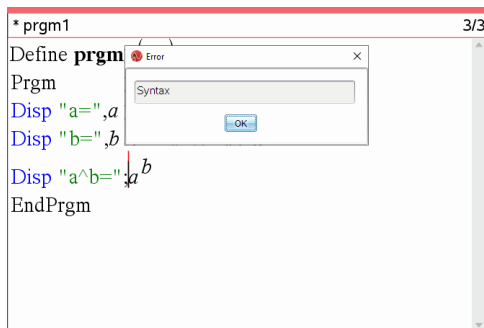 * prgm1
3/3
Define prgm
Error
Prgm
Syntax
OK
Disp "a=",a
Disp "b=",b
Disp "a^b=";a^b
EndPrgm